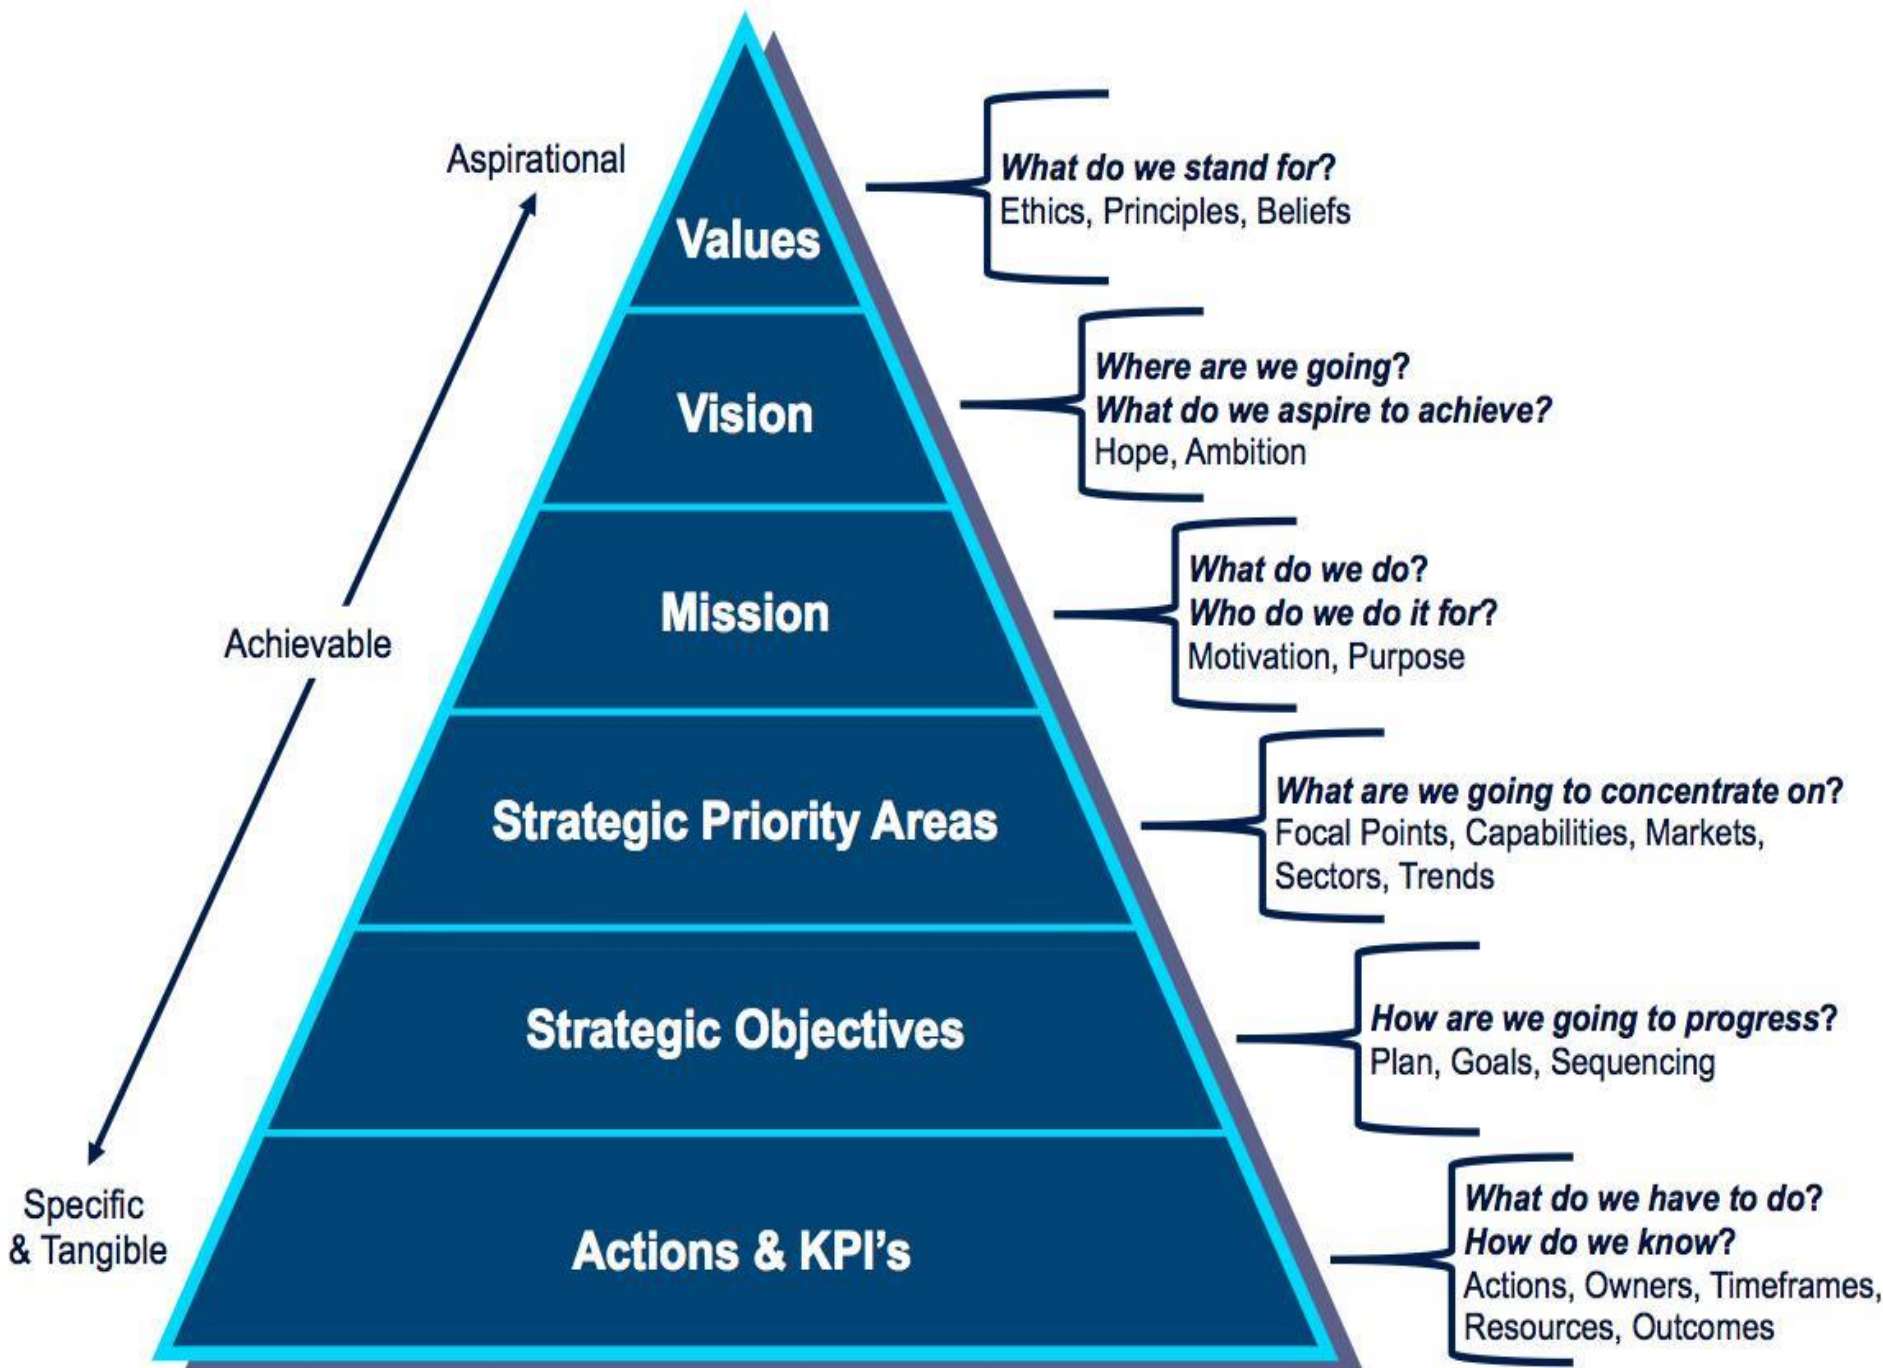 Aspirational
Achievable
Specific
& Tangible
Values
Vision
Mission
Strategic Priority Areas
Strategic Objectives
Actions & KPI's
What do we stand for?
Ethics, Principles, Beliefs
Where are we going?
What do we aspire to achieve?
Hope, Ambition
What do we do?
Who do we do it for?
Motivation, Purpose
What are we going to concentrate on?
Focal Points, Capabilities, Markets,
Sectors, Trends
How are we going to progress?
Plan, Goals, Sequencing
What do we have to do?
How do we know?
Actions, Owners, Timeframes,
Resources, Outcomes